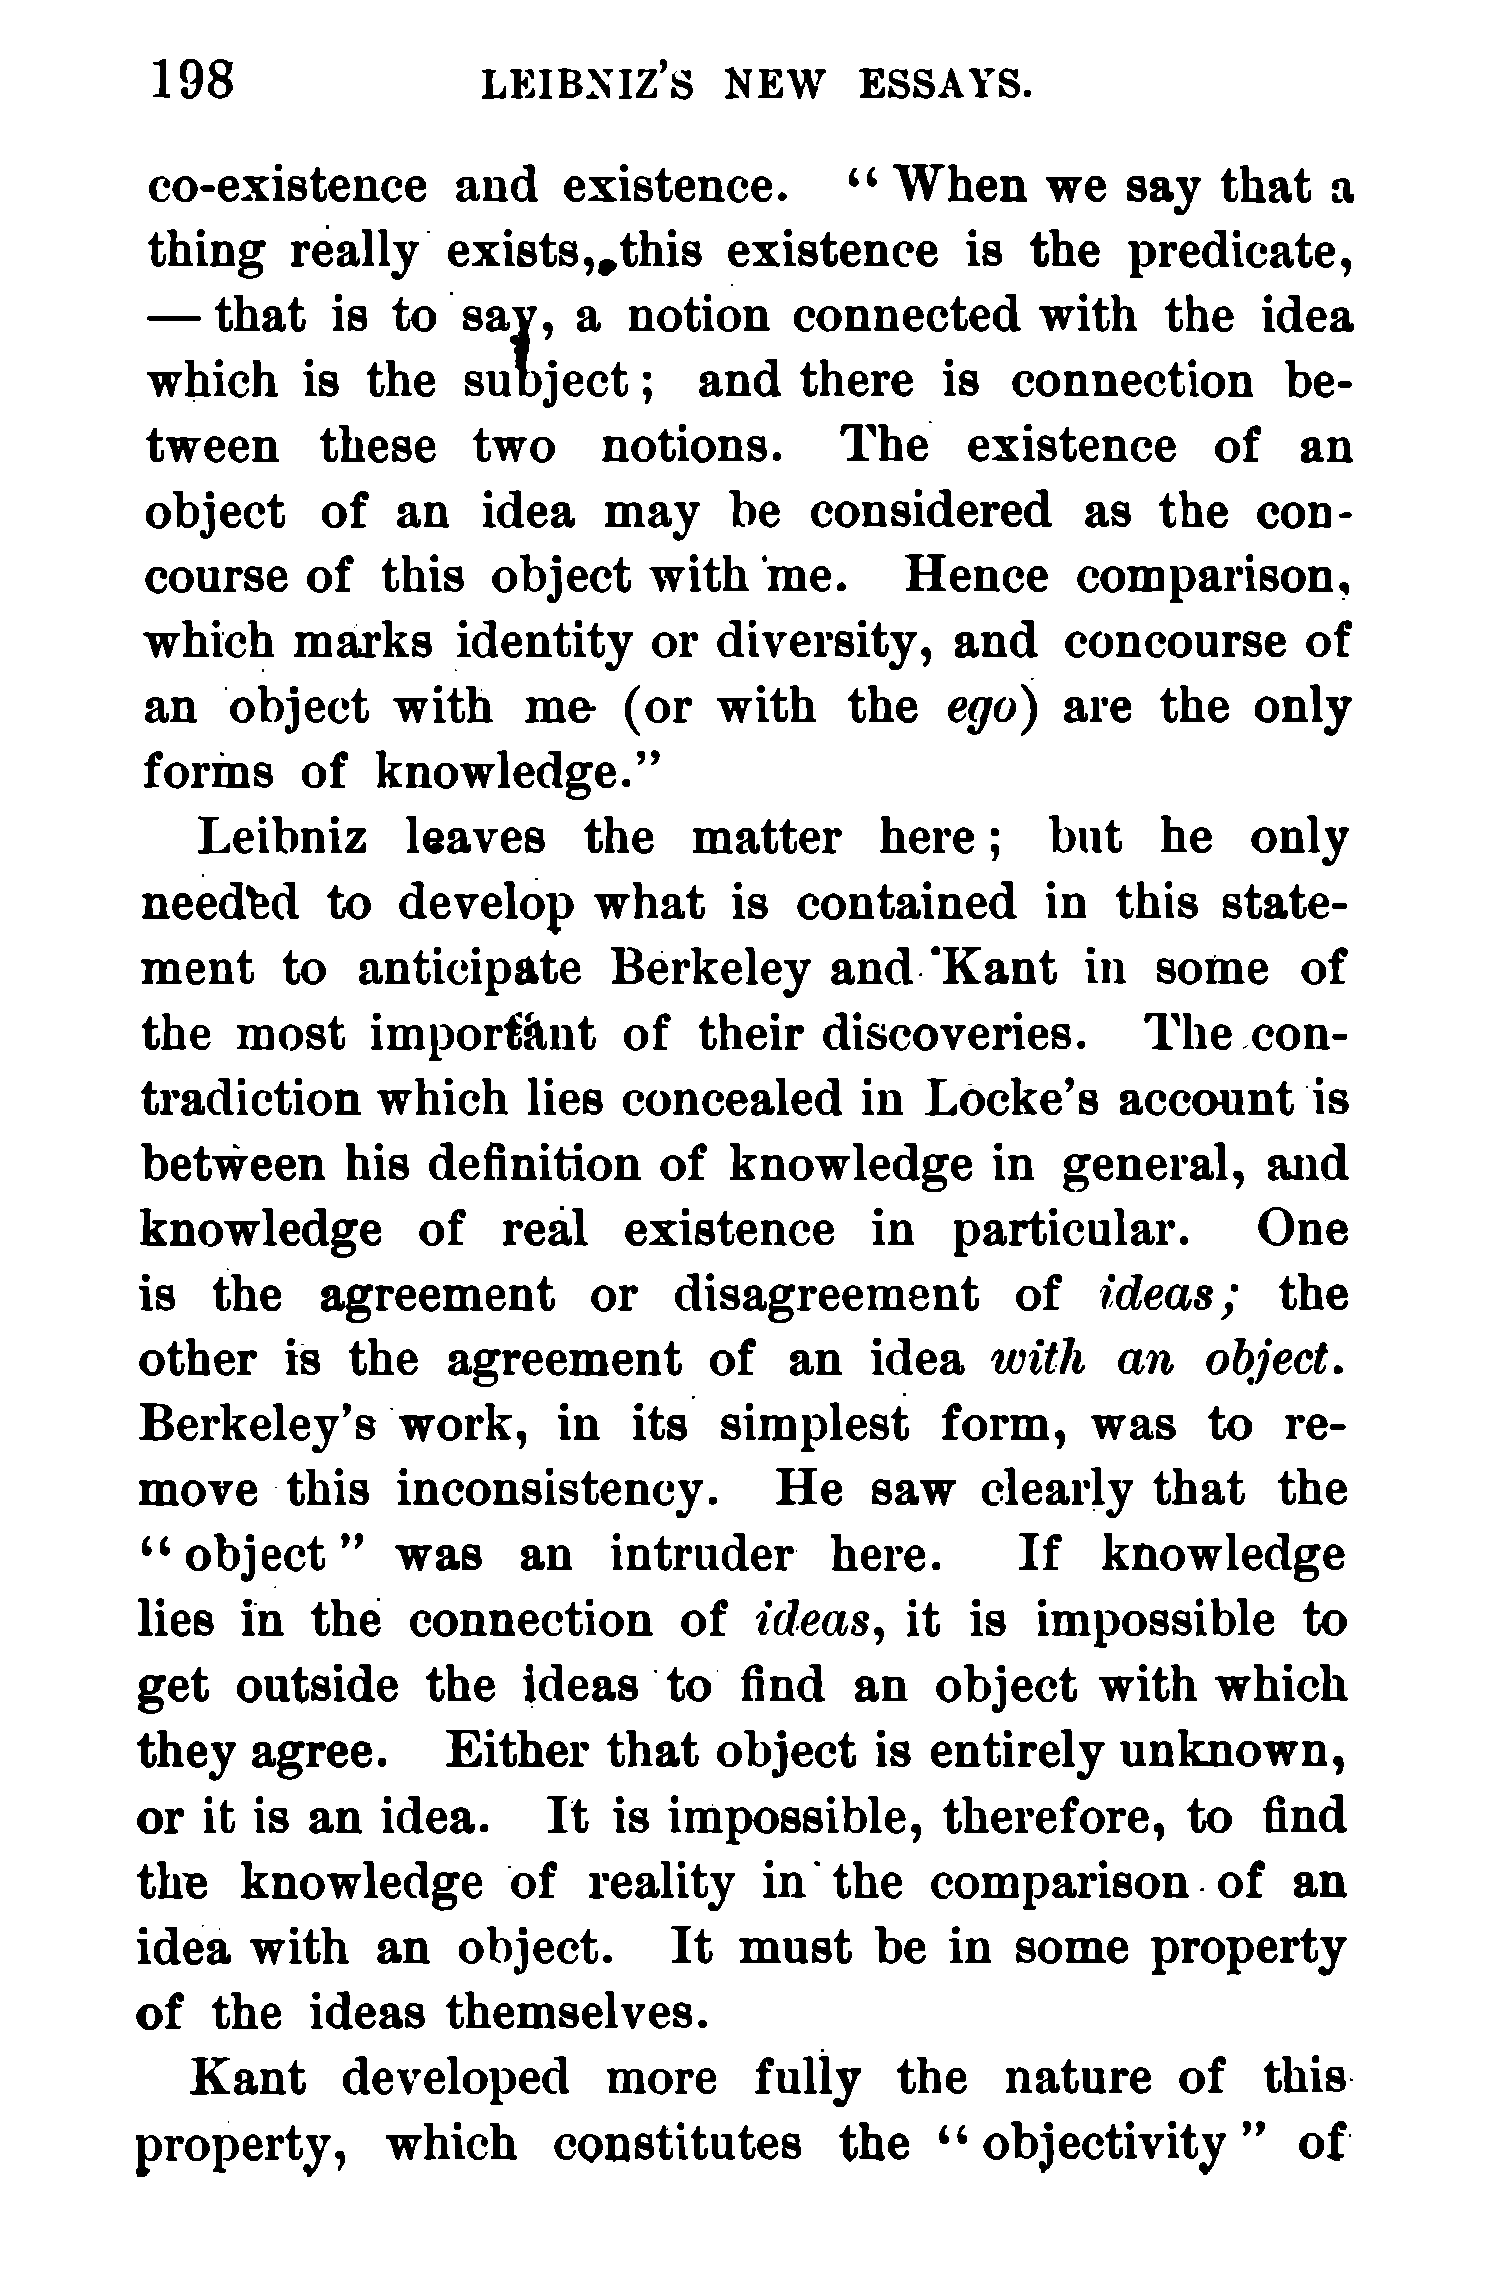 198 LEIBNIZ'S NEW ESSAYS.
co-existence and existence. "When we say that a
thing really exists, this existence is the predicate,
— that is to say, a notion connected with the idea
which is the subject; and there is connection be-
tween these two notions. The existence of an
object of an idea may be considered as the con-
course of this object with me. Hence comparison,
which marks identity or diversity, and concourse of
an object with me (or with the ego) are the only
forms of knowledge."
Leibniz leaves the matter here; but he only
needed to develop what is contained in this state-
ment to anticipate Berkeley and Kant in some of
the most important of their discoveries. The con-
tradiction which lies concealed in Locke's account is
between his definition of knowledge in general, and
knowledge of real existence in particular. One
is the agreement or disagreement of ideas; the
other is the agreement of an idea with an object.
Berkeley's work, in its simplest form, was to re-
move this inconsistency. He saw clearly that the
"object" was an intruder here. If knowledge
lies in the connection of ideas, it is impossible to
get outside the ideas to find an object with which
they agree. Either that object is entirely unknown,
or it is an idea. It is impossible, therefore, to find
the knowledge of reality in the comparison of an
idea with an object. It must be in some property
of the ideas themselves.
Kant developed more fully the nature of this
property, which constitutes the "objectivity" of